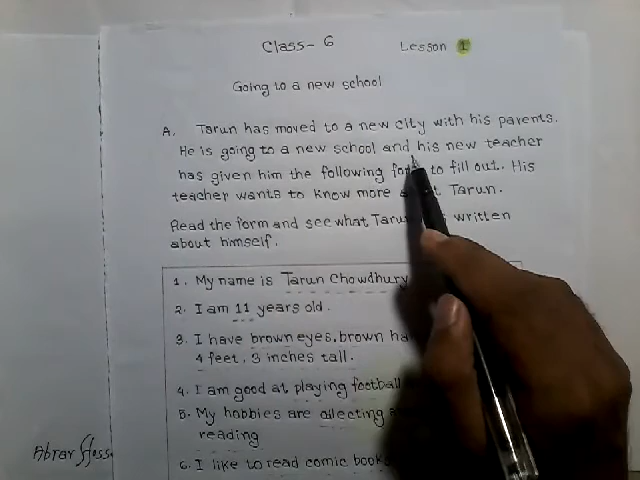 Class- 6 Lesson 1
Going to a new school
A. Tarun has moved to a new city with his parents.
He is going to a new school and his new teacher
has given him the following to fill out. His
teacher wants to know more Tarun.
Read the form and see what written
about himself.
1. My name is Tarun Chowdhury
2. I am 11 years old.
3. I have brown eyes, brown
4 feet, 3 inches tall.
4. I am good at playing football
5. My hobbies are
reading
6. I like to read comic books
Abrar